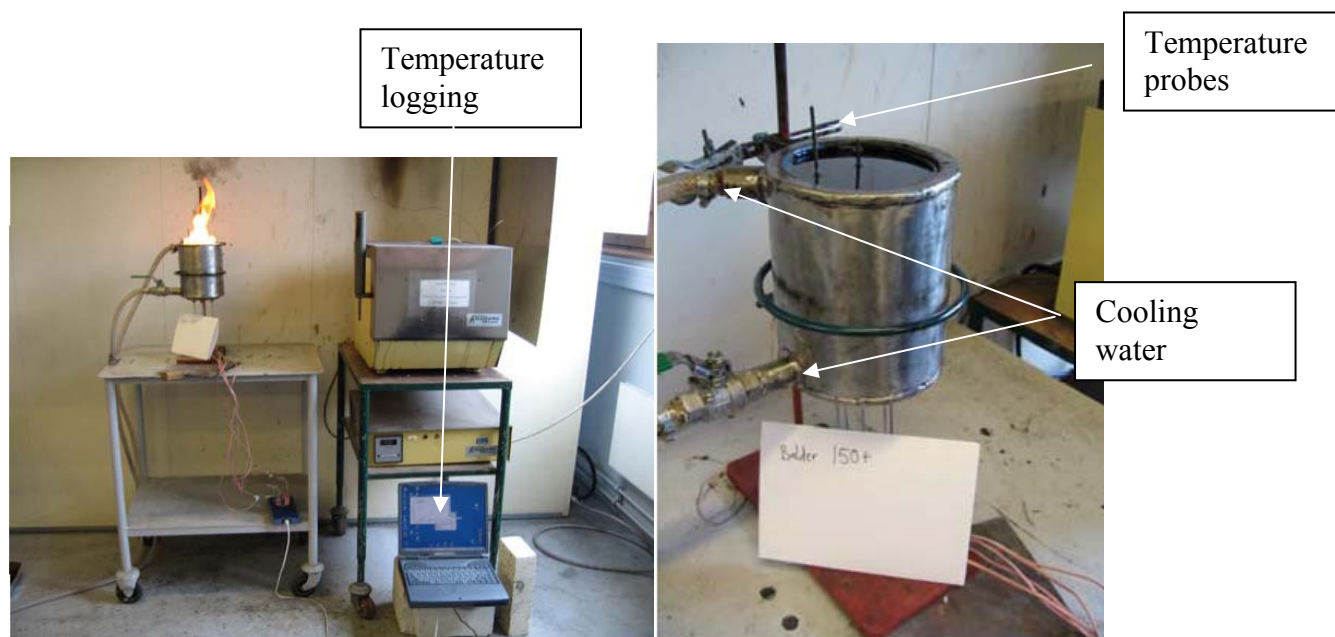 Temperature
logging
Temperature
probes
Cooling
water
Balder 150+